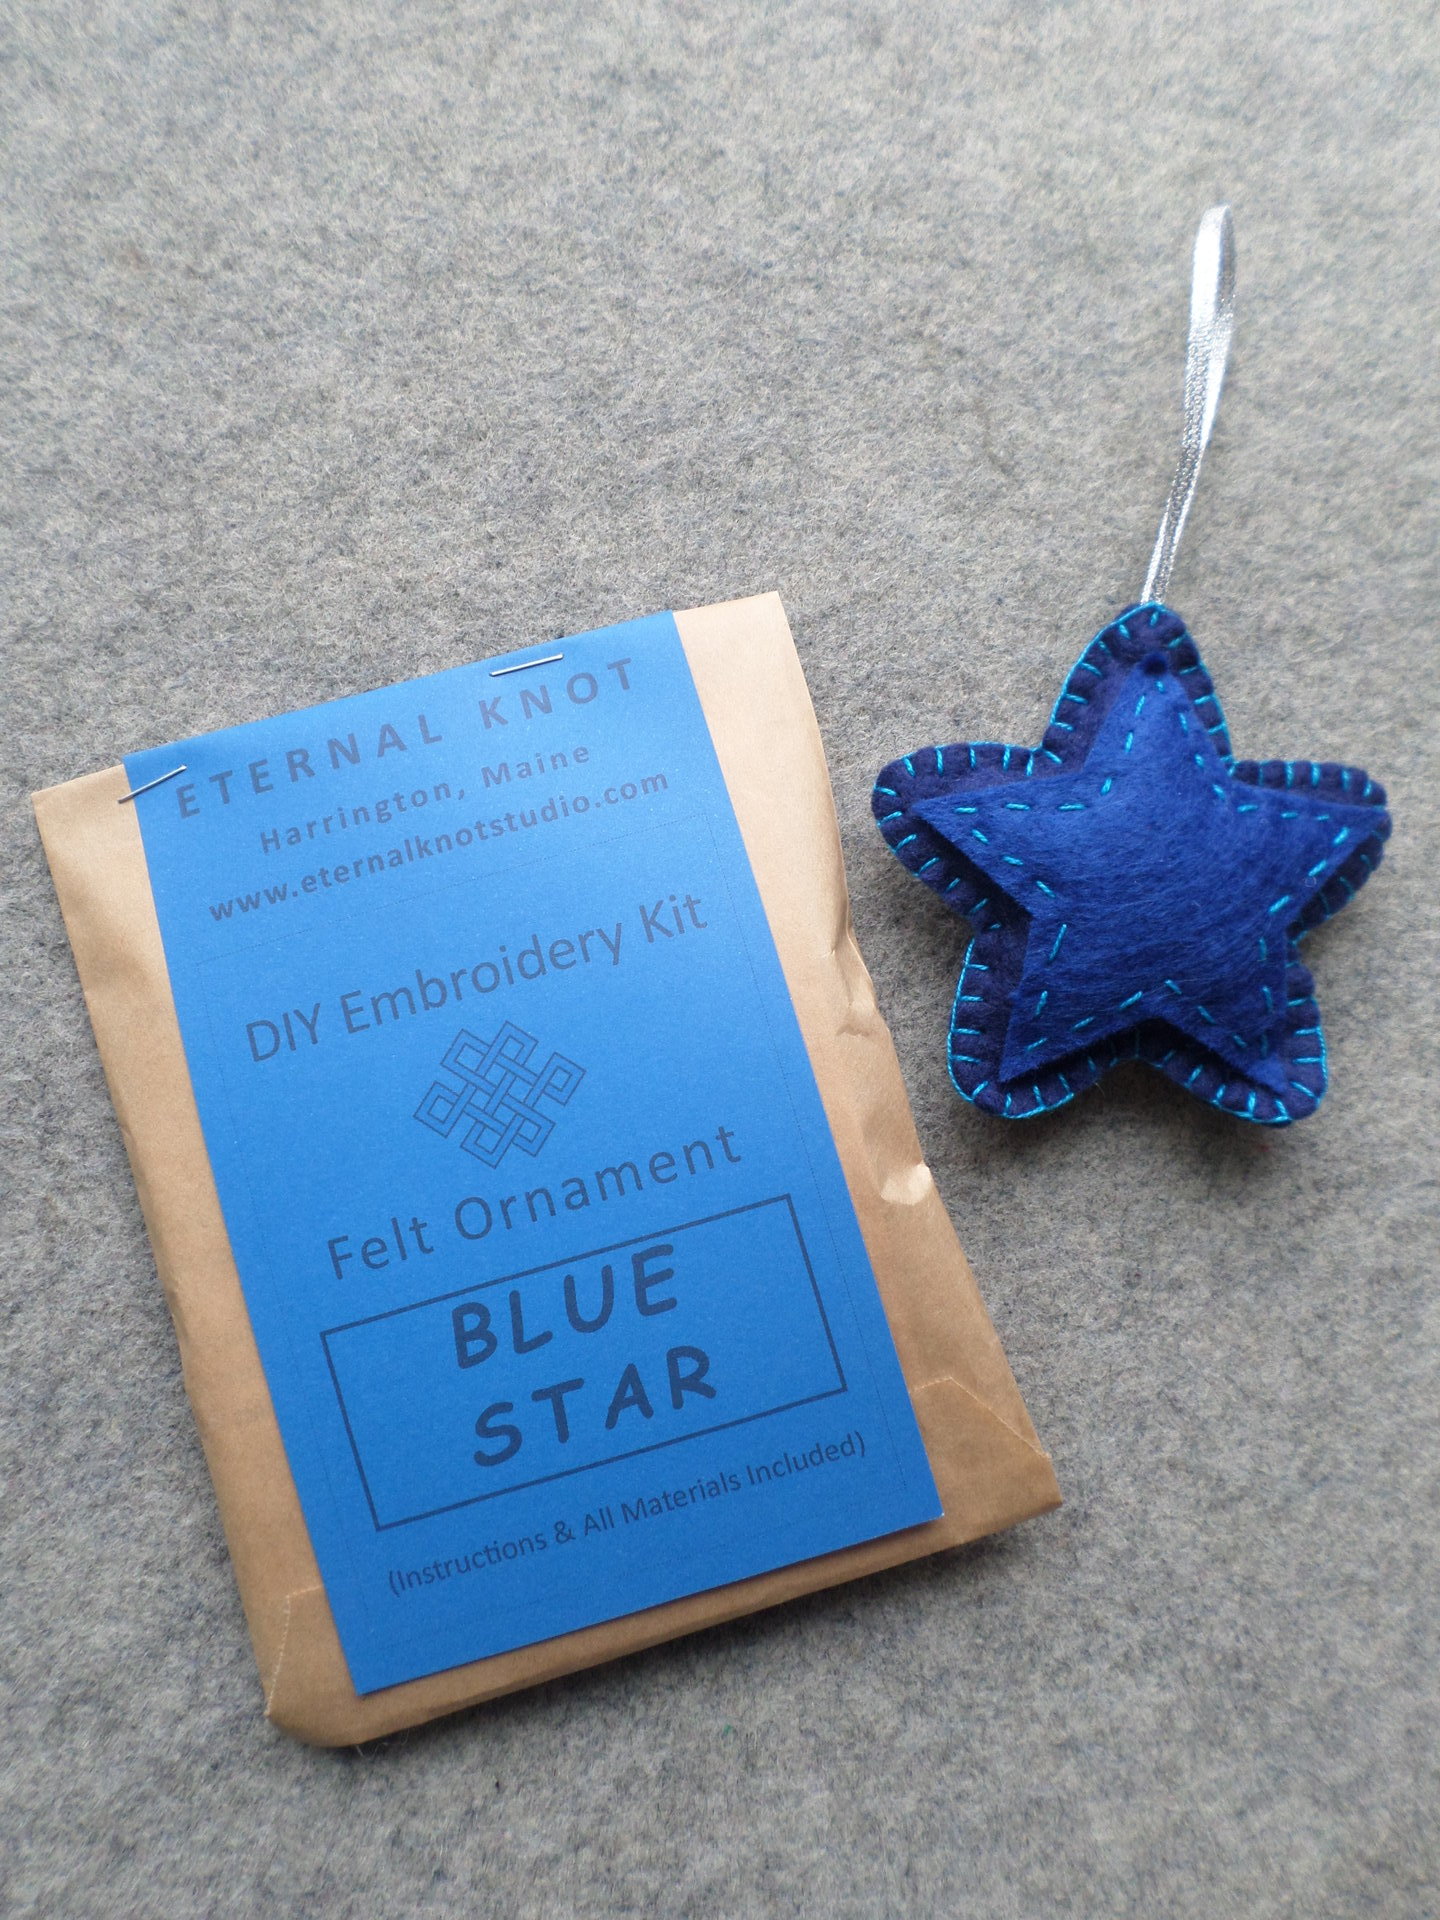 ETERNAL KNOT
Harrington, Maine
www.eternalknotstudio.com
DIY Embroidery Kit
Felt Ornament
BLUE
STAR
(Instructions & All Materials Included)